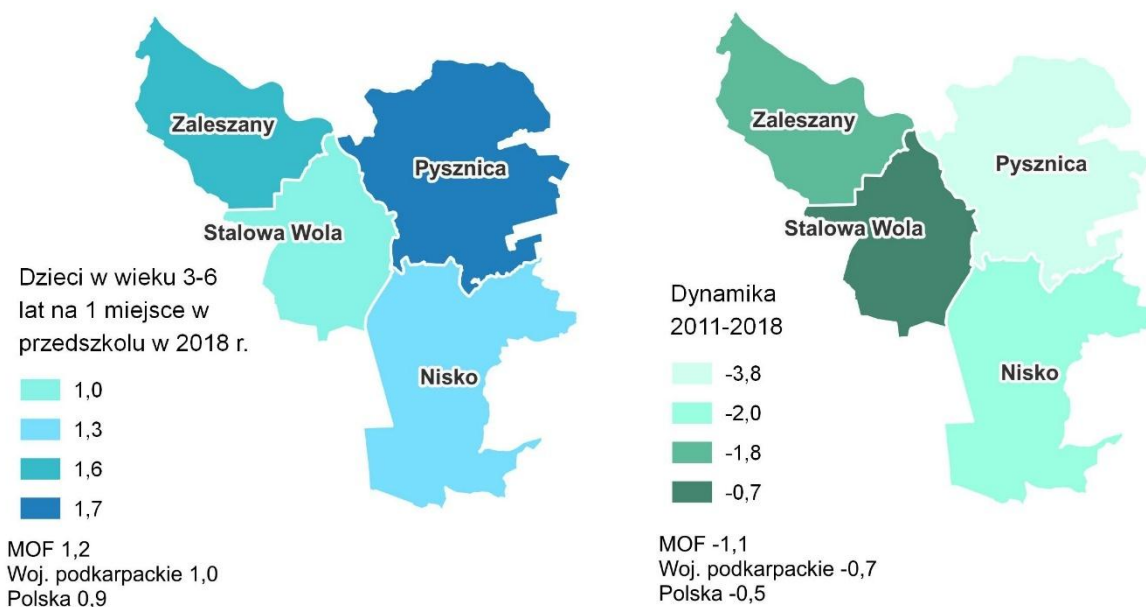 Zaleszany
Pysznica
Stalowa Wola
Nisko
Dzieci w wieku 3-6
lat na 1 miejsce w
przedszkolu w 2018 r.
1,0
1,3
1,6
1,7
MOF 1,2
Woj. podkarpackie 1,0
Polska 0,9
Zaleszany
Pysznica
Stalowa Wola
Nisko
Dynamika
2011-2018
-3,8
-2,0
-1,8
-0,7
MOF -1,1
Woj. podkarpackie -0,7
Polska -0,5